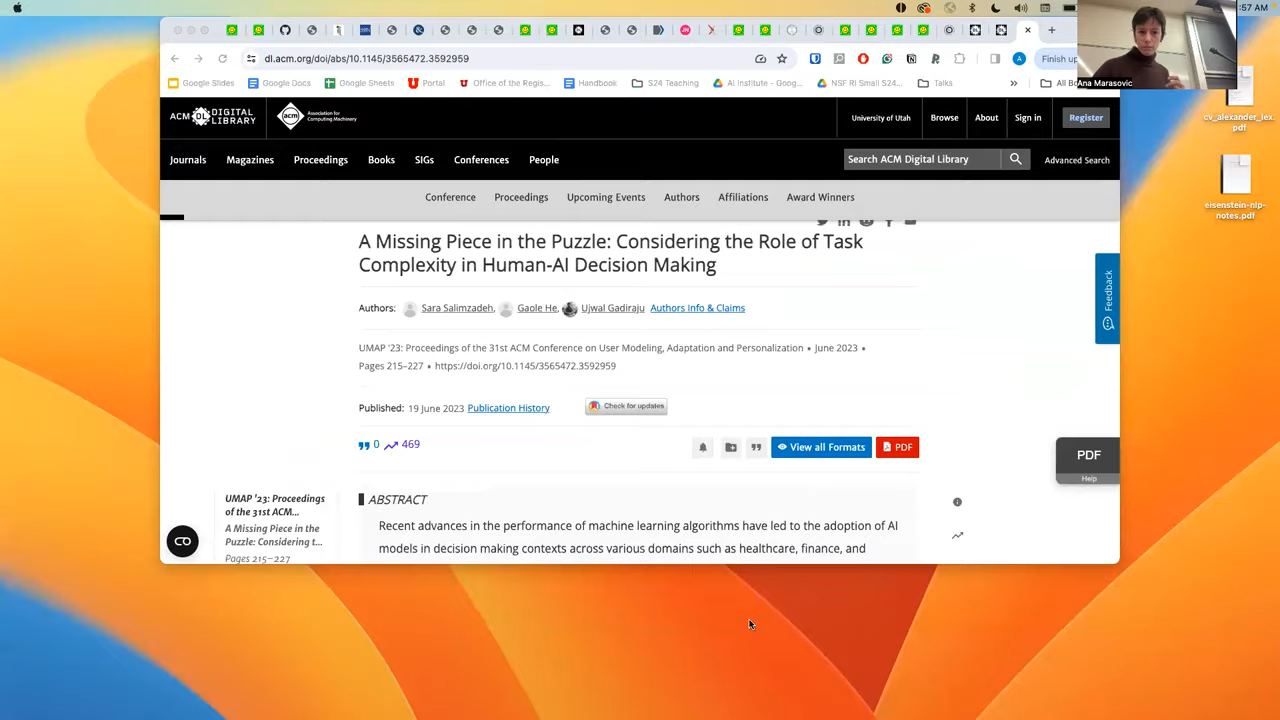 :57 AM
dl.acm.org/doi/abs/10.1145/3565472.3592959
Finish up
Google Slides
Google Docs
Google Sheets
Portal
Office of the Regis...
Handbook
S24 Teaching
AI institute - Goog...
NSF RI Small S24...
Talks
»
All Bo
Ana Marasovic
cv_alexander_lex.
pdf
eisenstein-nlp-
notes.pdf
ACM DL DIGITAL LIBRARY
acm Association for Computing Machinery
University of Utah
Browse
About
Sign in
Register
Journals
Magazines
Proceedings
Books
SIGs
Conferences
People
Search ACM Digital Library
Advanced Search
Conference
Proceedings
Upcoming Events
Authors
Affiliations
Award Winners
A Missing Piece in the Puzzle: Considering the Role of Task
Complexity in Human-AI Decision Making
Authors: Sara Salimzadeh, Gaole He, Ujwal Gadiraju Authors Info & Claims
UMAP '23: Proceedings of the 31st ACM Conference on User Modeling, Adaptation and Personalization • June 2023 •
Pages 215–227 • https://doi.org/10.1145/3565472.3592959
Published: 19 June 2023 Publication History
Check for updates
0 469
View all Formats
PDF
Feedback
PDF
Help
UMAP '23: Proceedings
of the 31st ACM...
A Missing Piece in the
Puzzle: Considering t...
Pages 215–227
ABSTRACT
Recent advances in the performance of machine learning algorithms have led to the adoption of AI
models in decision making contexts across various domains such as healthcare, finance, and